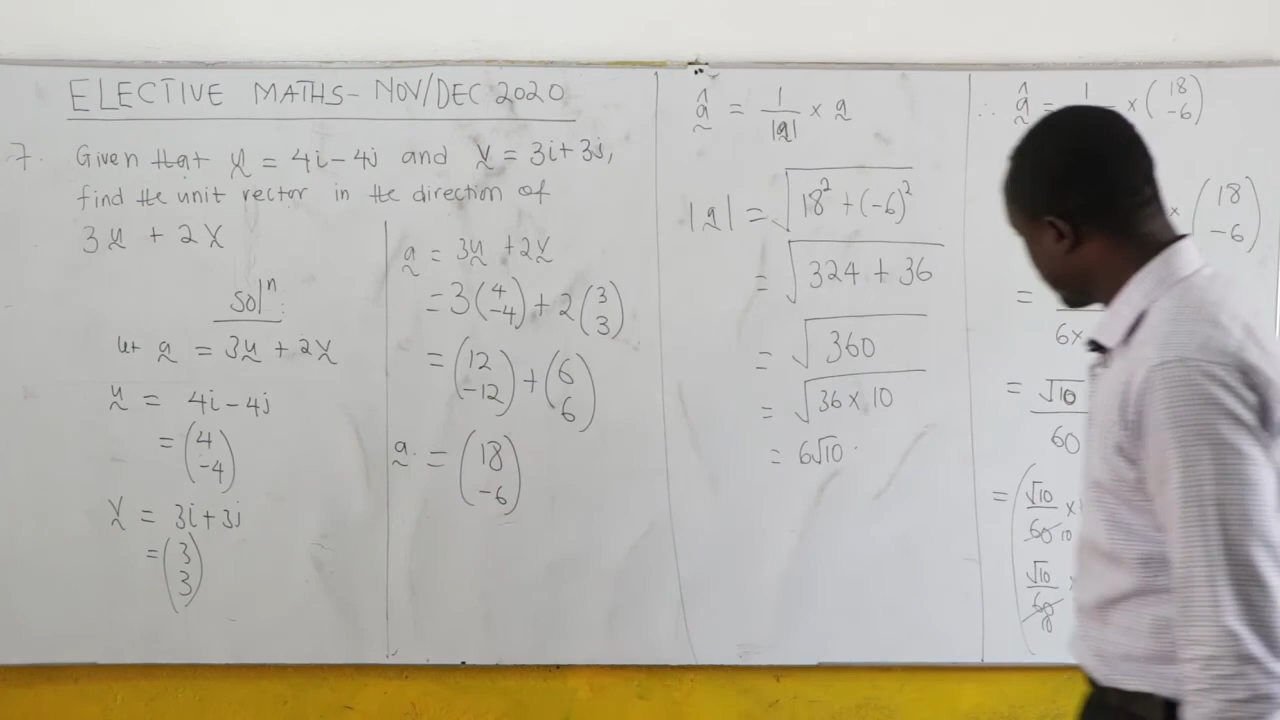 ELECTIVE MATHS- NOV/DEC 2020
7. Given that u = 4i - 4j and v = 3i + 3j,
find the unit vector in the direction of
3u + 2v
solⁿ:
let a = 3u + 2v
u = 4i - 4j
= (4 -4)
v = 3i + 3j
= (3 3)
a = 3u + 2v
= 3(4 -4) + 2(3 3)
= (12 -12) + (6 6)
a = (18 -6)
â = 1/|a| × a
|a| = √(18² + (-6)²)
= √(324 + 36)
= √360
= √(36 × 10)
= 6√10
∴ â = 1 × (18 -6)
× (18 -6)
=
6×
= √10
60
= (√10/60 10 ×
√10/60 ×